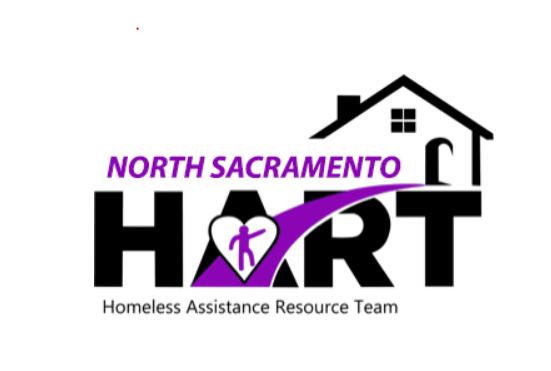 NORTH SACRAMENTO
HART
Homeless Assistance Resource Team